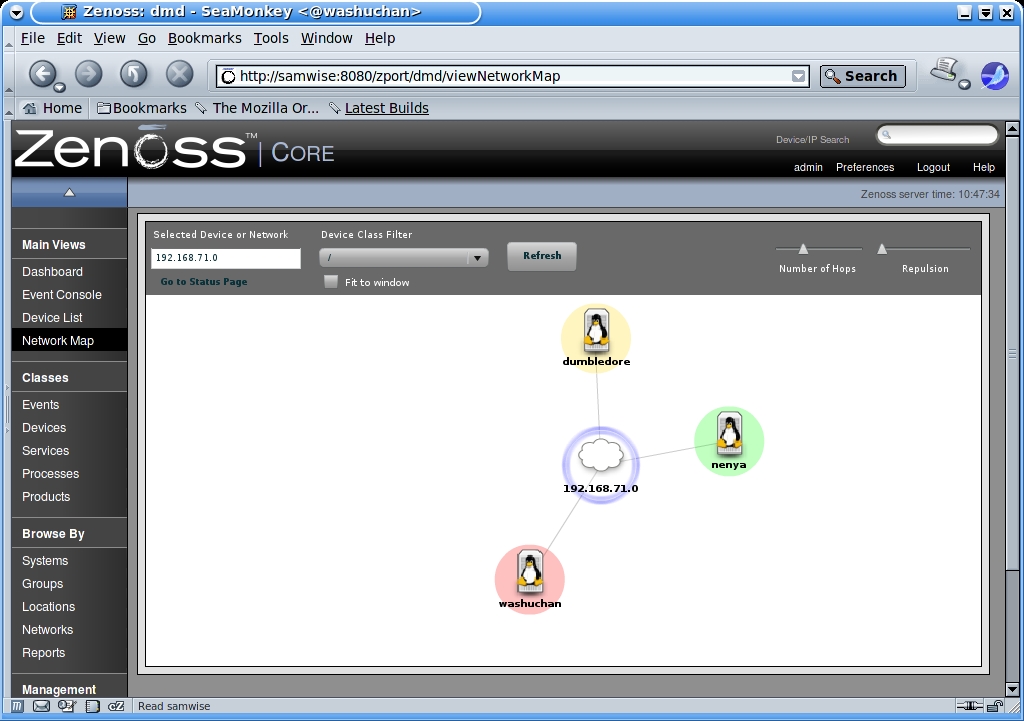 Zenoss: dmd - SeaMonkey <@washuchan>
File Edit View Go Bookmarks Tools Window Help
http://samwise:8080/zport/dmd/viewNetworkMap Search
Home Bookmarks The Mozilla Or... Latest Builds
Zenoss™ | CORE
Device/IP Search
admin Preferences Logout Help
Zenoss server time: 10:47:34
Main Views
Dashboard
Event Console
Device List
Network Map
Classes
Events
Devices
Services
Processes
Products
Browse By
Systems
Groups
Locations
Networks
Reports
Management
Selected Device or Network Device Class Filter
192.168.71.0 / Refresh
Go to Status Page Fit to window
Number of Hops Repulsion
dumbledore
nenya
192.168.71.0
washuchan
Read samwise